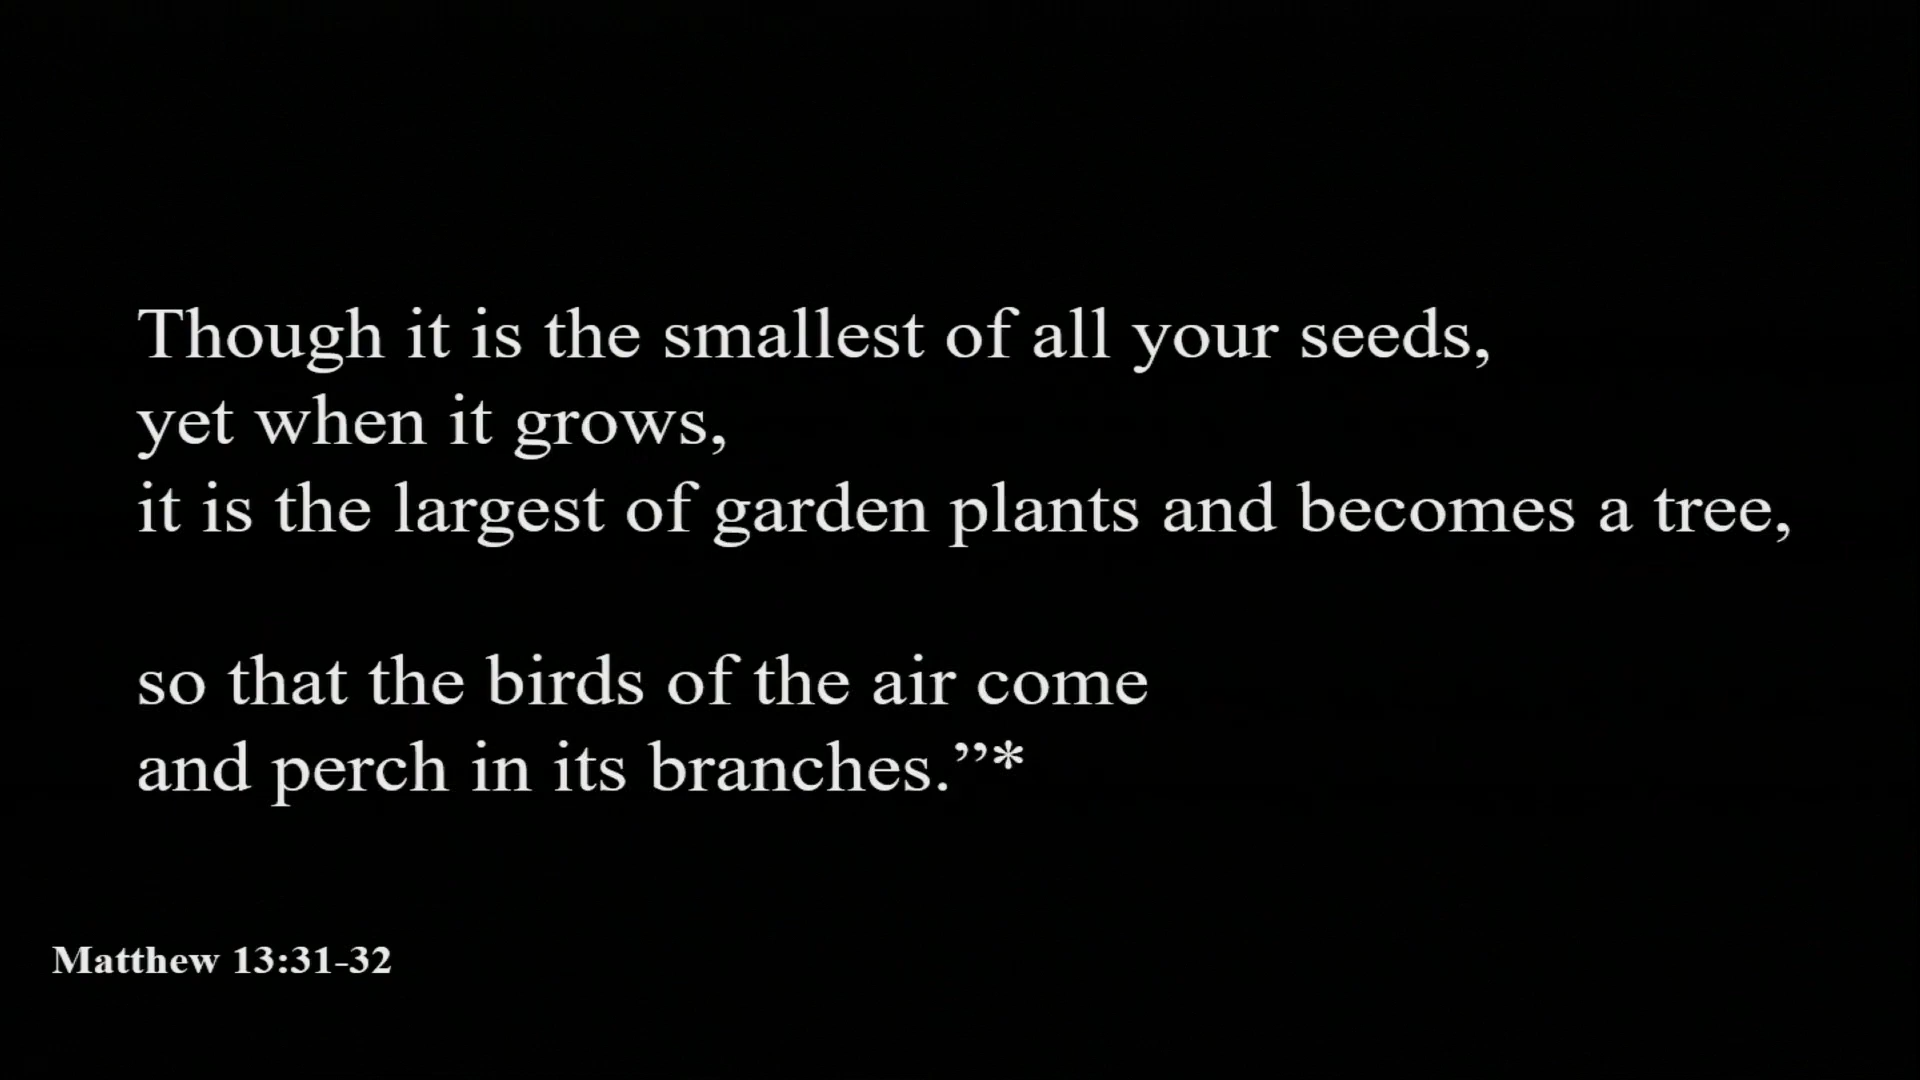 Though it is the smallest of all your seeds,
yet when it grows,
it is the largest of garden plants and becomes a tree,
so that the birds of the air come
and perch in its branches.”*
Matthew 13:31-32